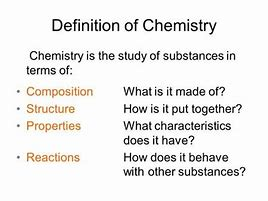 Definition of Chemistry
Chemistry is the study of substances in
terms of:
• Composition What is it made of?
• Structure How is it put together?
• Properties What characteristics
does it have?
• Reactions How does it behave
with other substances?